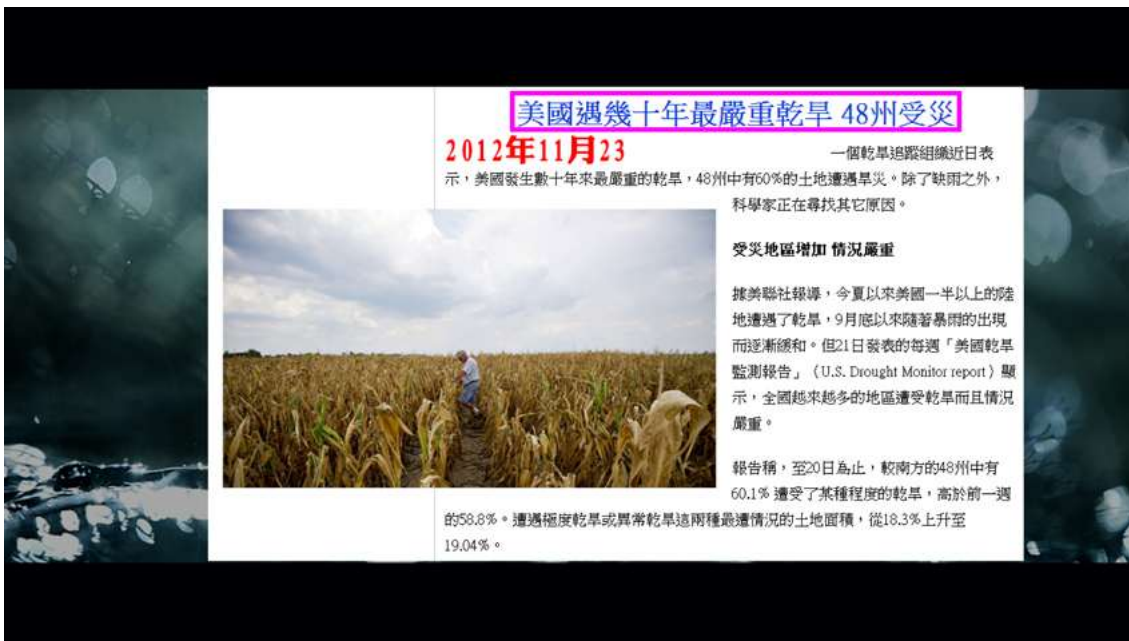 美國遇幾十年最嚴重乾旱 48州受災
2012年11月23
一個乾旱追蹤組織近日表
示，美國發生數十年來最嚴重的乾旱，48州中有60%的土地遭遇旱災。除了缺雨之外，
科學家正在尋找其它原因。
受災地區增加 情況嚴重
據美聯社報導，今夏以來美國一半以上的陸
地遭遇了乾旱，9月底以來隨著暴雨的出現
而逐漸緩和。但21日發表的每週「美國乾旱
監測報告」（U.S. Drought Monitor report）顯
示，全國越來越多的地區遭受乾旱而且情況
嚴重。
報告稱，至20日為止，較南方的48州中有
60.1% 遭受了某種程度的乾旱，高於前一週
的58.8%。遭遇極度乾旱或異常乾旱這兩種最遭情況的土地面積，從18.3%上升至
19.04%。